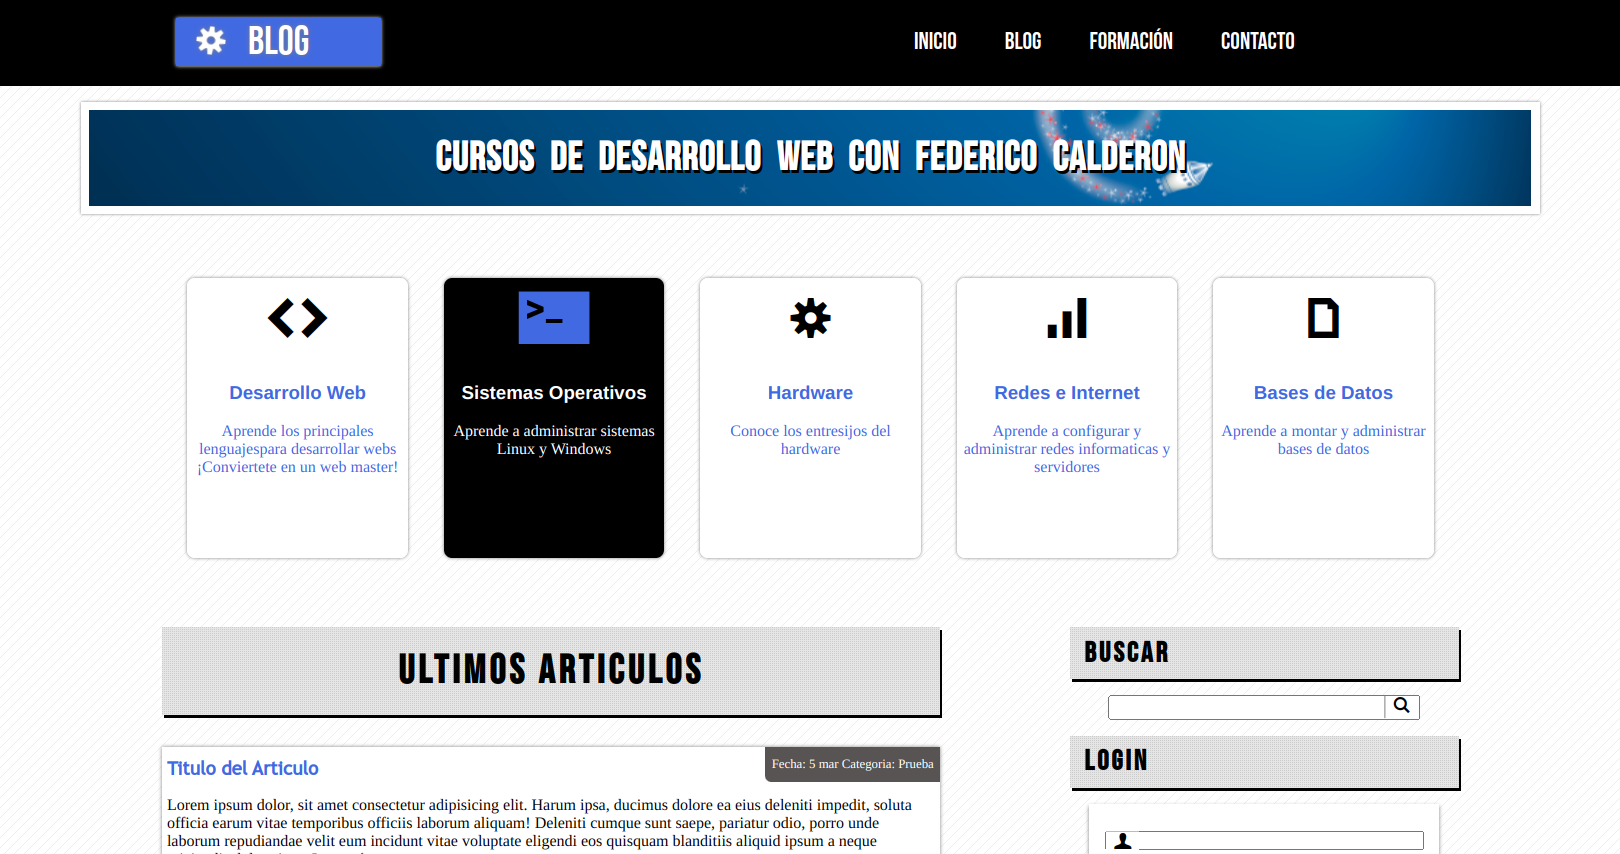 BLOG
INICIO BLOG FORMACIÓN CONTACTO
CURSOS DE DESARROLLO WEB CON FEDERICO CALDERON
>_
Desarrollo Web
Aprende los principales
lenguajespara desarrollar webs
¡Conviertete en un web master!
Sistemas Operativos
Aprende a administrar sistemas
Linux y Windows
Hardware
Conoce los entresijos del
hardware
Redes e Internet
Aprende a configurar y
administrar redes informaticas y
servidores
Bases de Datos
Aprende a montar y administrar
bases de datos
ULTIMOS ARTICULOS
Titulo del Articulo
Fecha: 5 mar Categoria: Prueba
Lorem ipsum dolor, sit amet consectetur adipisicing elit. Harum ipsa, ducimus dolore ea eius deleniti impedit, soluta
officia earum vitae temporibus officiis laborum aliquam! Deleniti cumque sunt saepe, pariatur odio, porro unde
laborum repudiandae velit eum incidunt vitae voluptate eligendi eos quisquam blanditiis aliquid ipsum a neque
BUSCAR
LOGIN